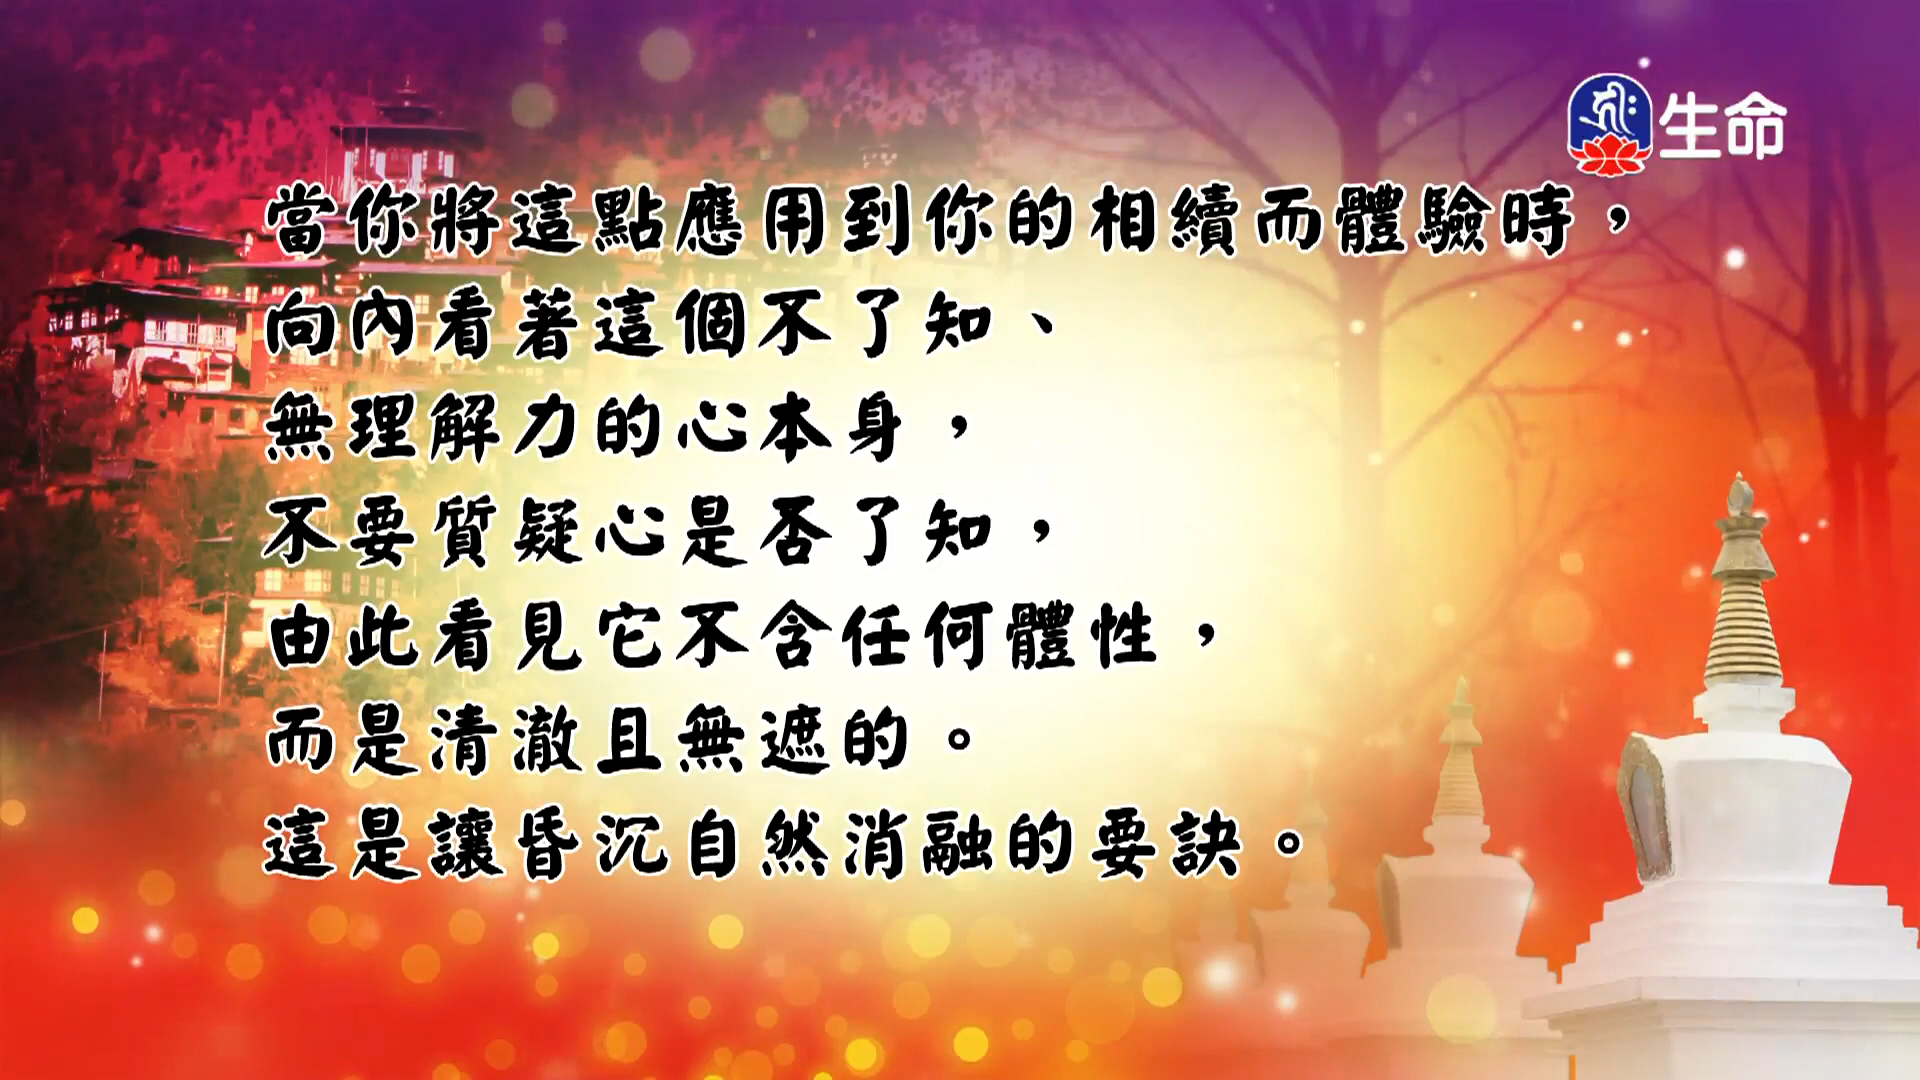 生命
當你將這點應用到你的相續而體驗時，
向內看著這個不了知、
無理解力的心本身，
不要質疑心是否了知，
由此看見它不含任何體性，
而是清澈且無遮的。
這是讓昏沉自然消融的要訣。